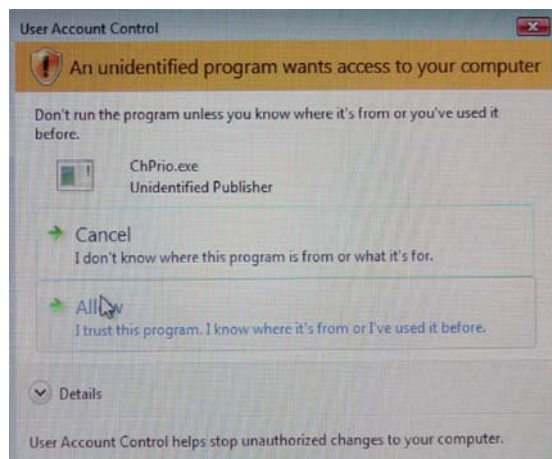 User Account Control
An unidentified program wants access to your computer
Don't run the program unless you know where it's from or you've used it
before.
ChPrio.exe
Unidentified Publisher
Cancel
I don't know where this program is from or what it's for.
Allow
I trust this program. I know where it's from or I've used it before.
Details
User Account Control helps stop unauthorized changes to your computer.